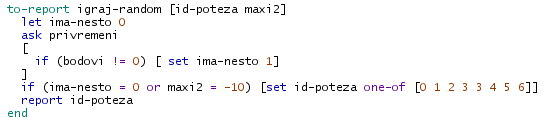 to-report igraj-random [id-poteza maxi2]
  let ima-nesto 0
  ask privremeni
  [
    if (bodovi != 0) [ set ima-nesto 1]
  ]
  if (ima-nesto = 0 or maxi2 = -10) [set id-poteza one-of [0 1 2 3 3 4 5 6]]
  report id-poteza
end